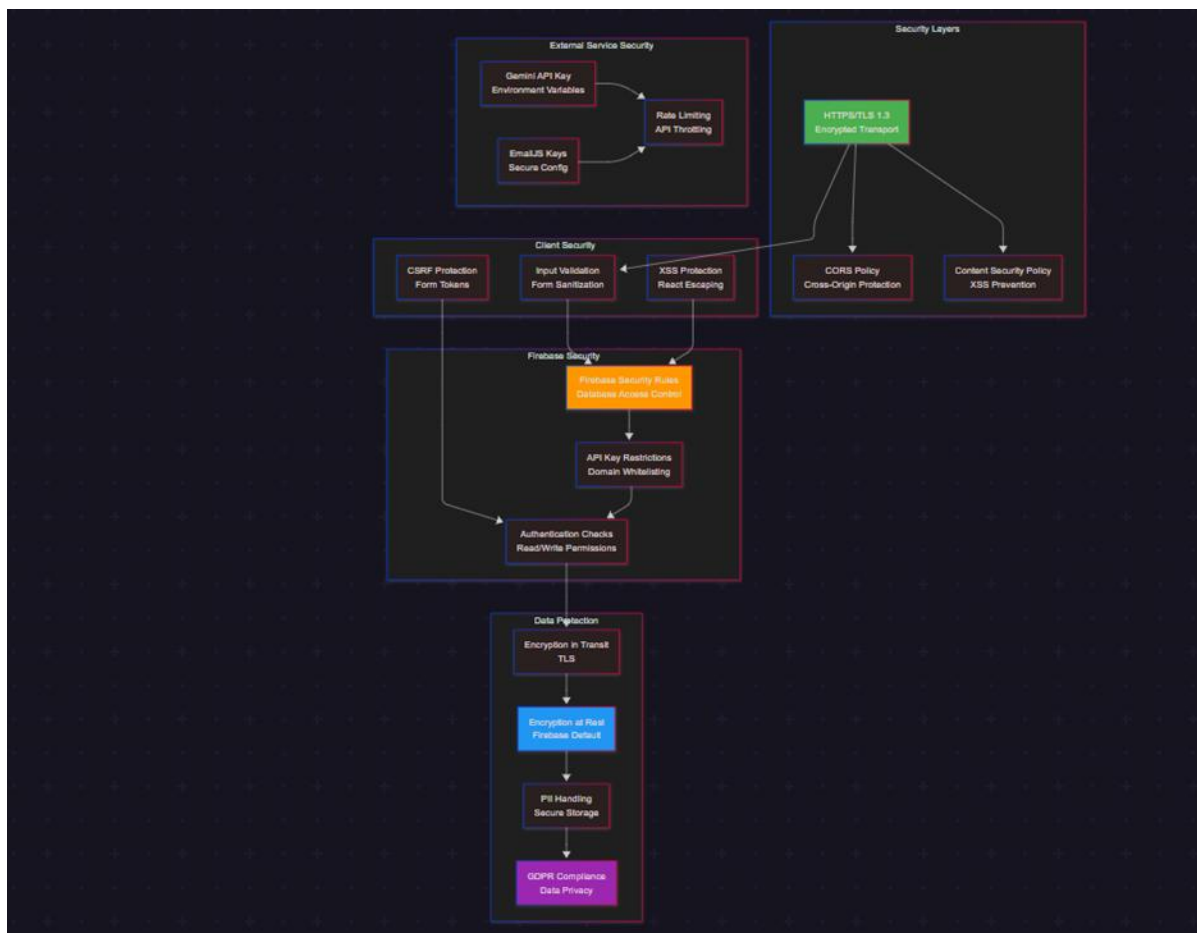 Security Layers
External Service Security
Gemini API Key
Environment Variables
Rate Limiting
API Throttling
EmailJS Keys
Secure Config
HTTPS/TLS 1.3
Encrypted Transport
Client Security
CSRF Protection
Form Tokens
Input Validation
Form Sanitization
XSS Protection
React Escaping
CORS Policy
Cross-Origin Protection
Content Security Policy
XSS Prevention
Firebase Security
Firebase Security Rules
Database Access Control
API Key Restrictions
Domain Whitelisting
Authentication Checks
Read/Write Permissions
Data Protection
Encryption in Transit
TLS
Encryption at Rest
Firebase Default
PII Handling
Secure Storage
GDPR Compliance
Data Privacy